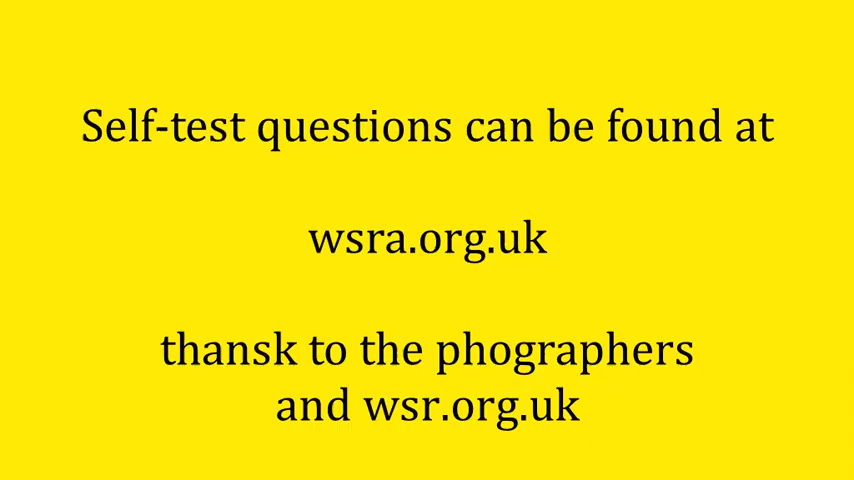 Self-test questions can be found at
wsra.org.uk
thansk to the phographers
and wsr.org.uk